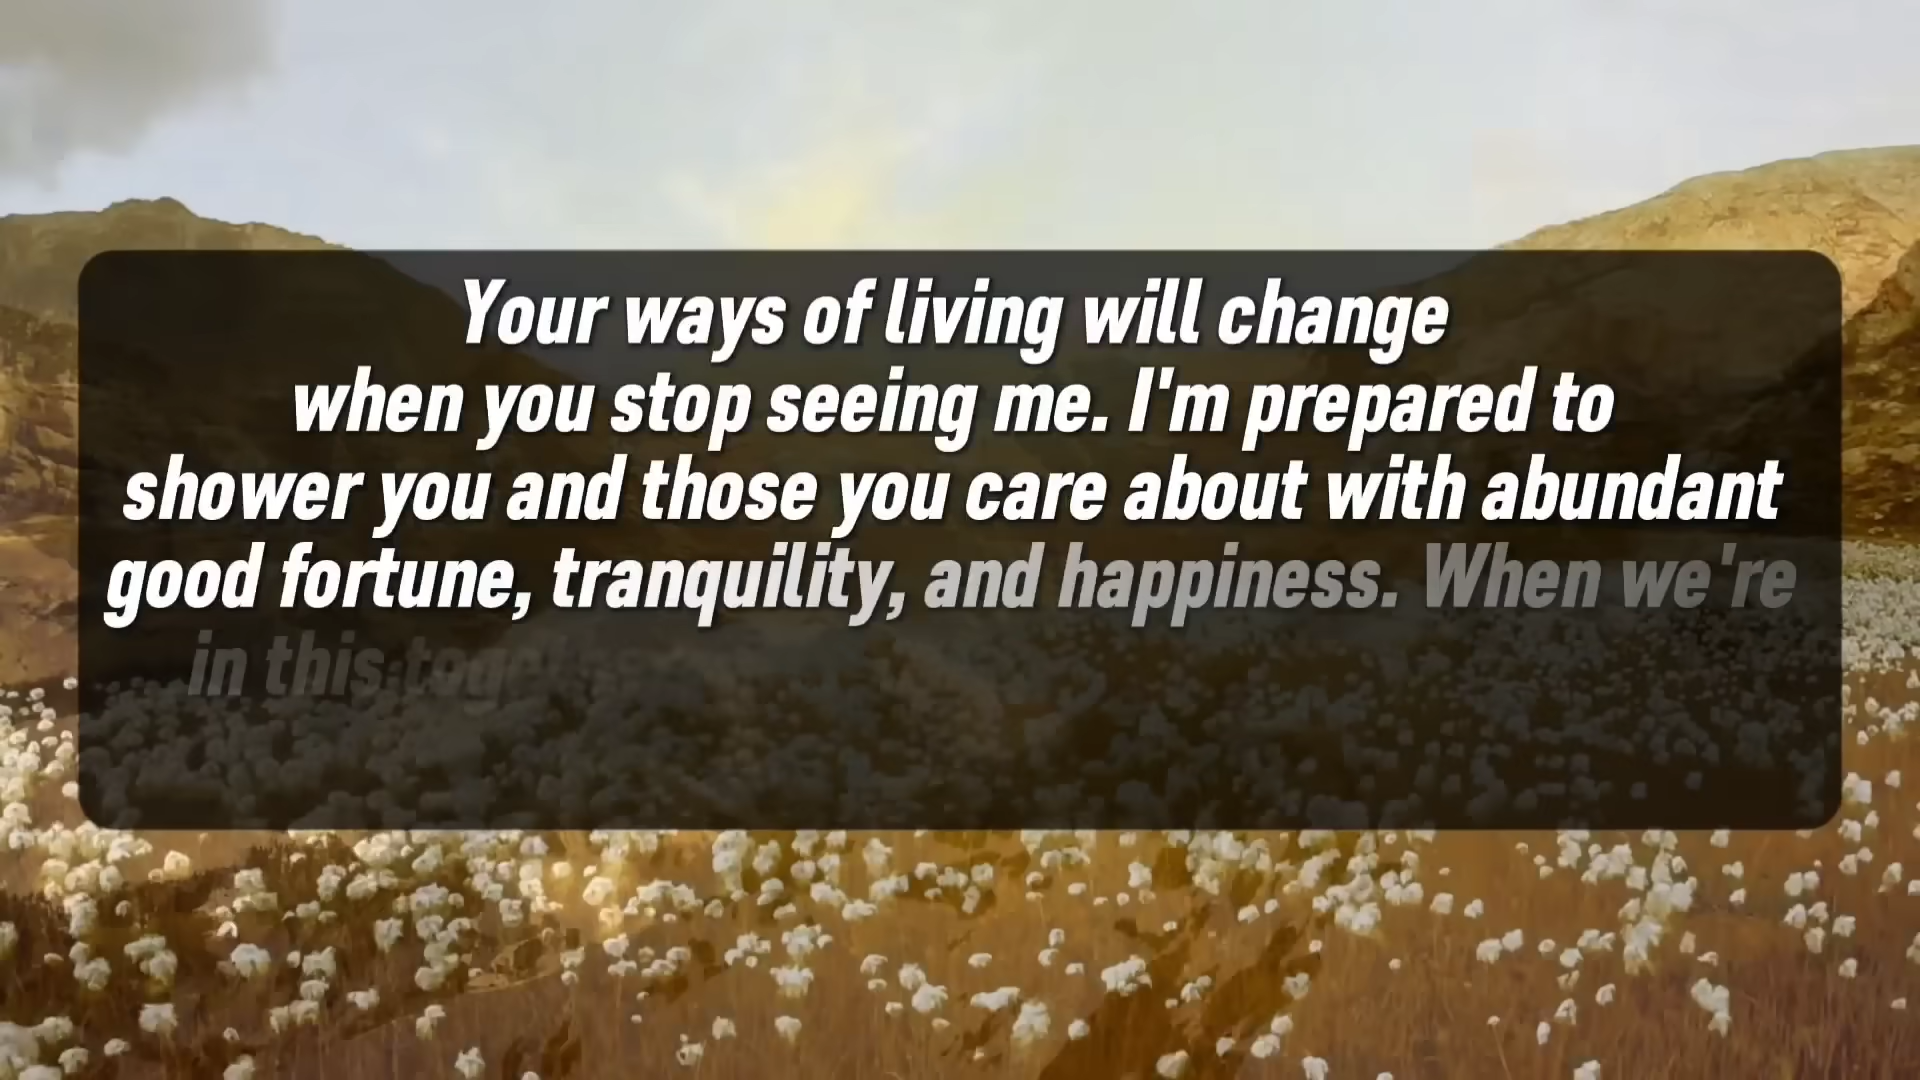 Your ways of living will change
when you stop seeing me. I'm prepared to
shower you and those you care about with abundant
good fortune, tranquility, and happiness. When we're
in this